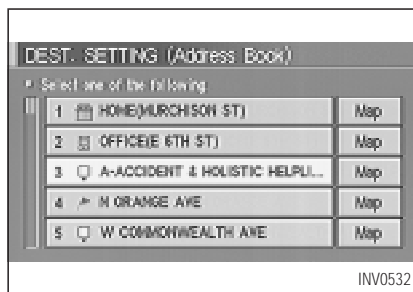 DEST. SETTING (Address Book)
Select one of the following
1 HOME(MURCHISON ST) Map
2 OFFICE(E 6TH ST) Map
3 A-ACCIDENT & HOLISTIC HELPLI... Map
4 N ORANGE AVE Map
5 W COMMONWEALTH AVE Map
INV0532